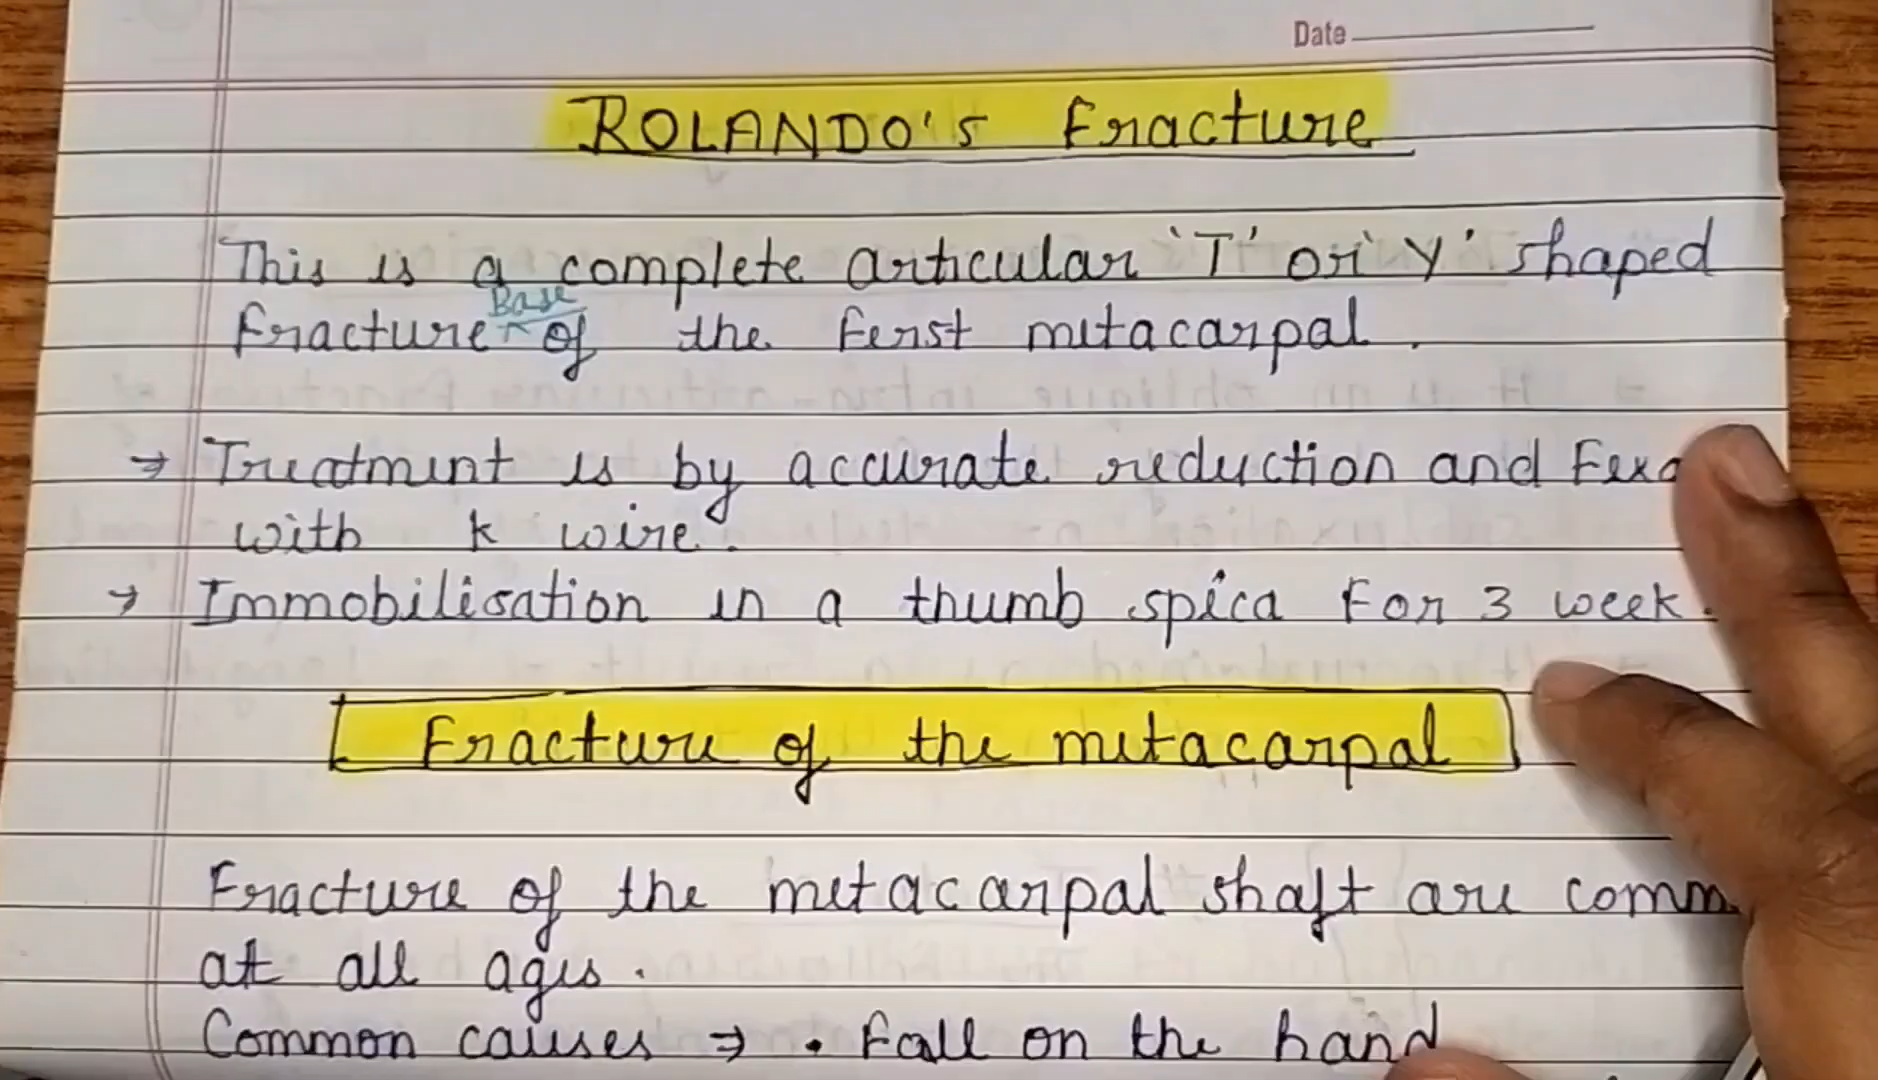 Date
ROLANDO's Fracture
This is a complete articular 'T' or 'Y' shaped
Base
Fracture of the first metacarpal.
→ Treatment is by accurate reduction and
with k wire.
→ Immobilisation in a thumb spica for 3 week.
Fracture of the metacarpal
Fracture of the metacarpal shaft are
at all ages.
Common causes → • fall on the hand